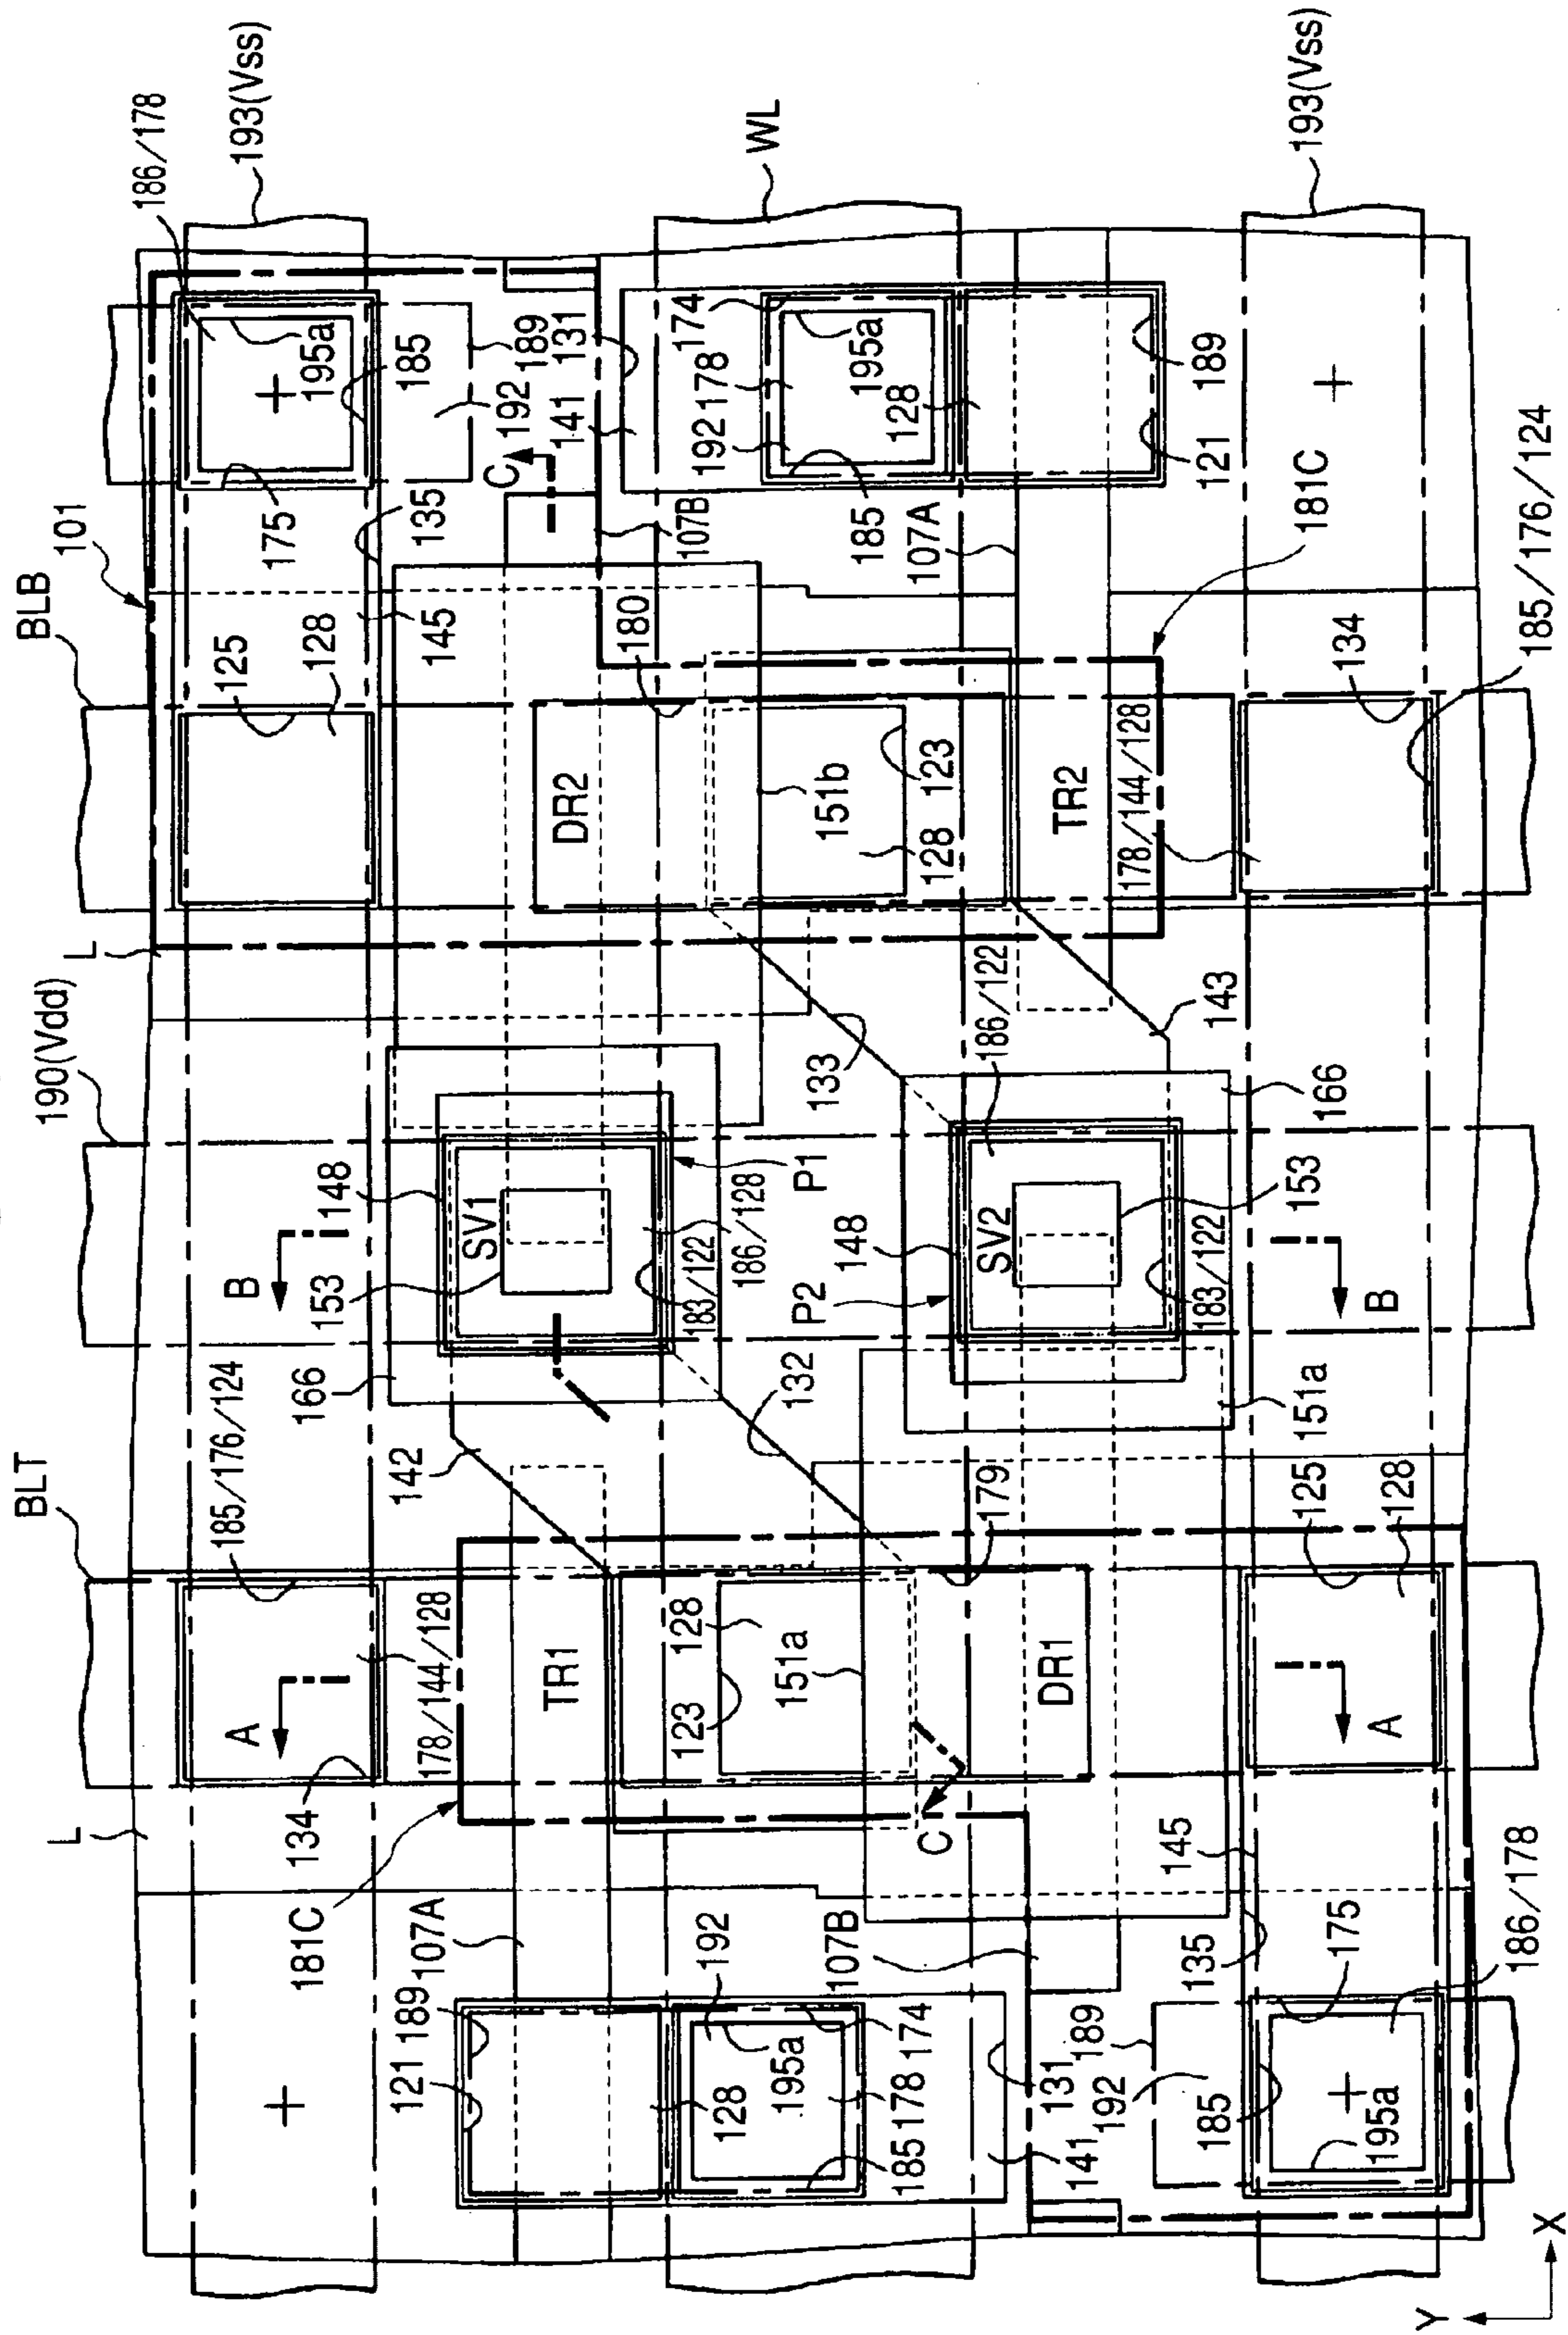 BLT
BLB
190(Vdd)
L
L
101
186/178
193(Vss)
134
178/144/128
A
185/176/124
B
125
128
175
195a
185
181C
107A
142
166
153
148
SV1
145
189
192
C
121
189
TR1
132
183/122
186/128
P1
DR2
180
107B
141
131
128
192
123
128
151a
133
151b
192
178
174
WL
195a
178
174
185
107B
C
179
P2
148
186/122
128
123
107A
185
195a
128
141
131
DR1
SV2
TR2
192
189
185
145
135
175
195a
151a
183/122
153
143
178/144/128
121
189
181C
135
A
125
128
B
166
134
186/178
185/176/124
193(Vss)
Y
X